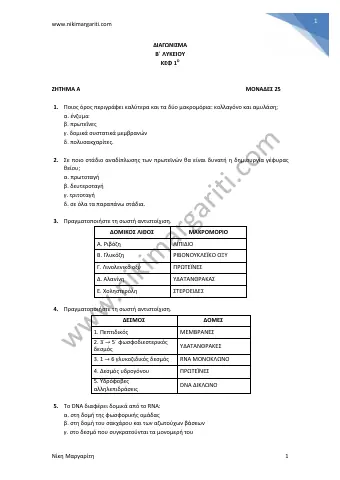 www.nikimargariti.com
1
ΔΙΑΓΩΝΙΣΜΑ
Β΄ ΛΥΚΕΙΟΥ
ΚΕΦ 1Ο
ΖΗΤΗΜΑ Α ΜΟΝΑΔΕΣ 25
1. Ποιος όρος περιγράφει καλύτερα και τα δύο μακρομόρια: κολλαγόνο και αμυλάση;
α. ένζυμα
β. πρωτεΐνες
γ. δομικά συστατικά μεμβρανών
δ. πολυσακχαρίτες.
2. Σε ποιο στάδιο αναδίπλωσης των πρωτεϊνών θα είναι δυνατή η δημιουργία γέφυρας
θείου;
α. πρωτοταγή
β. δευτεροταγή
γ. τριτοταγή
δ. σε όλα τα παραπάνω στάδια.
3. Πραγματοποιήστε τη σωστή αντιστοίχιση.
ΔΟΜΙΚΟΣ ΛΙΘΟΣ ΜΑΚΡΟΜΟΡΙΟ
Α. Ριβόζη ΛΙΠΙΔΙΟ
Β. Γλυκόζη ΡΙΒΟΝΟΥΚΛΕΪΚΟ ΟΞΥ
Γ. Λινολενικό οξύ ΠΡΩΤΕΪΝΕΣ
Δ. Αλανίνη ΥΔΑΤΑΝΘΡΑΚΑΣ
Ε. Χοληστερόλη ΣΤΕΡΟΕΙΔΕΣ
4. Πραγματοποιήστε τη σωστή αντιστοίχιση.
ΔΕΣΜΟΣ ΔΟΜΕΣ
1. Πεπτιδικός ΜΕΜΒΡΑΝΕΣ
2. 3΄→ 5΄ φωσφοδιεστερικός
δεσμός ΥΔΑΤΑΝΘΡΑΚΕΣ
3. 1 → 6 γλυκοζιδικός δεσμός RNA ΜΟΝΟΚΛΩΝΟ
4. Δεσμός υδρογόνου ΠΡΩΤΕΪΝΕΣ
5. Υδρόφοβες
αλληλεπιδράσεις DNA ΔΙΚΛΩΝΟ
5. Το DNA διαφέρει δομικά από το RNA:
α. στη δομή της φωσφορικής ομάδας
β. στη δομή του σακχάρου και των αζωτούχων βάσεων
γ. στο δεσμό που συγκρατούνται τα μονομερή του
www.nikimargariti.com
Νίκη Μαργαρίτη 1